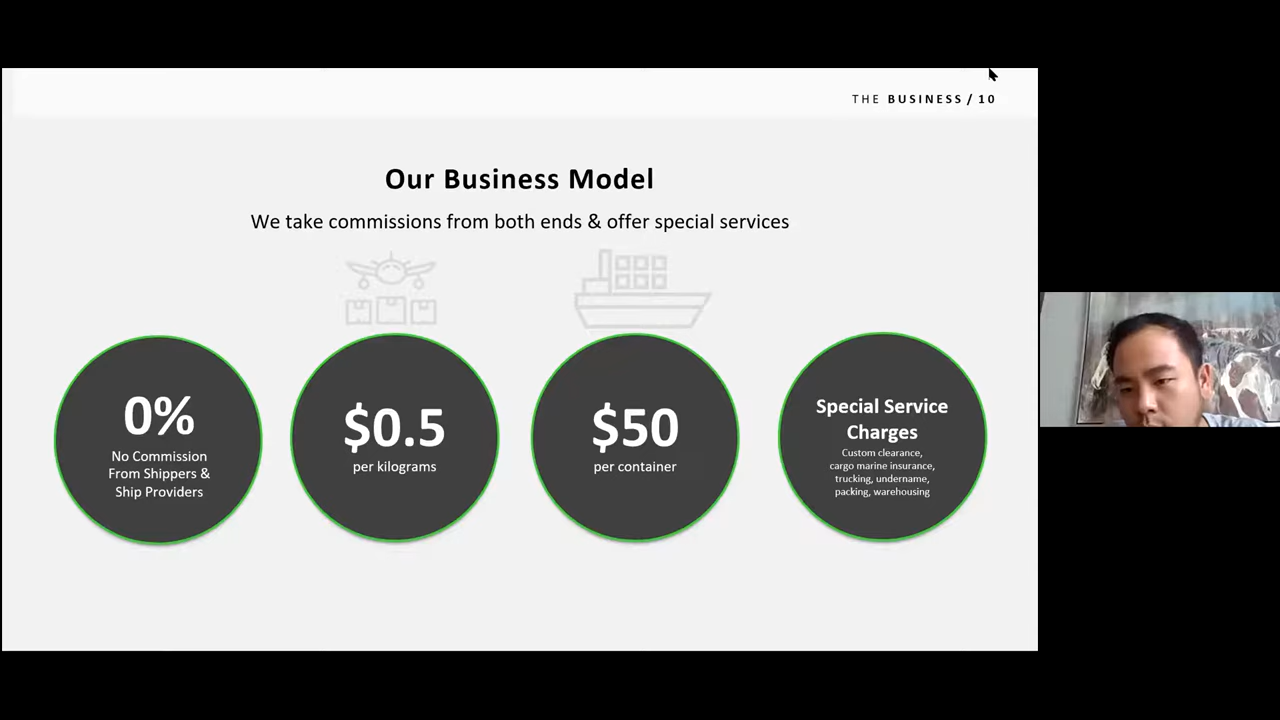 THE BUSINESS / 10
Our Business Model
We take commissions from both ends & offer special services
0%
No Commission
From Shippers &
Ship Providers
$0.5
per kilograms
$50
per container
Special Service
Charges
Custom clearance,
cargo marine insurance,
trucking, undername,
packing, warehousing